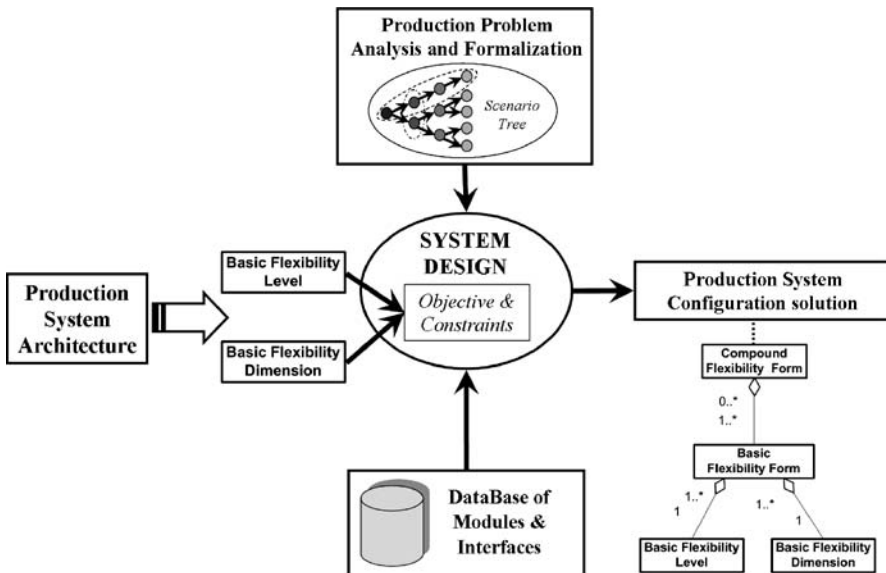 Production Problem
Analysis and Formalization
Scenario
Tree
SYSTEM
DESIGN
Objective &
Constraints
Basic Flexibility
Level
Basic Flexibility
Dimension
Production
System
Architecture
Production System
Configuration solution
Compound
Flexibility Form
0..*
1..*
Basic
Flexibility Form
1..*
1
1..*
1
Basic Flexibility
Level
Basic Flexibility
Dimension
DataBase of
Modules &
Interfaces